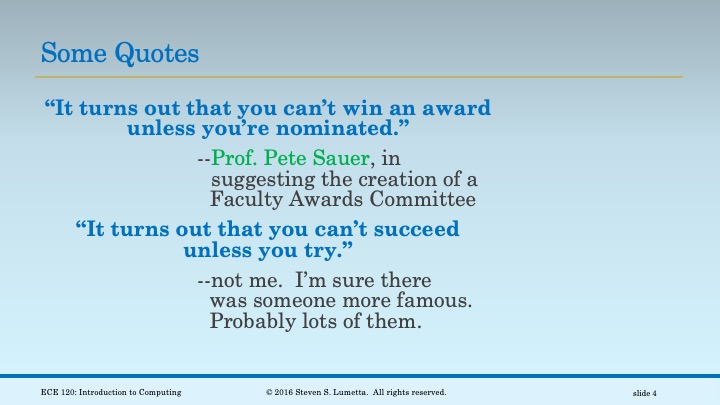 Some Quotes
“It turns out that you can’t win an award
unless you’re nominated.”
--Prof. Pete Sauer, in
suggesting the creation of a
Faculty Awards Committee
“It turns out that you can’t succeed
unless you try.”
--not me.  I’m sure there
was someone more famous.
Probably lots of them.
ECE 120: Introduction to Computing
© 2016 Steven S. Lumetta.  All rights reserved.
slide 4